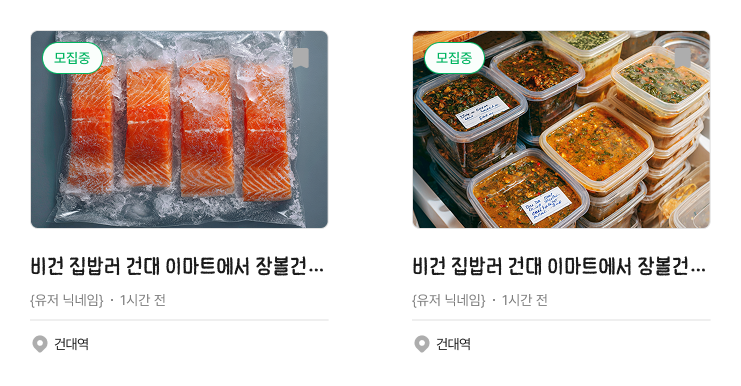 모집중
비건 집밥러 건대 이마트에서 장볼건...
{유저 닉네임} · 1시간 전
건대역
모집중
비건 집밥러 건대 이마트에서 장볼건...
{유저 닉네임} · 1시간 전
건대역